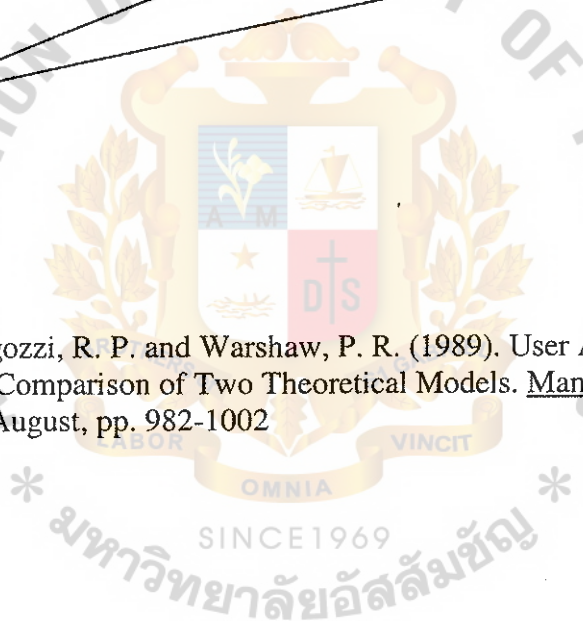 OF
A M
D S
gozzi, R. P. and Warshaw, P. R. (1989). User A
Comparison of Two Theoretical Models. Man
August, pp. 982-1002
LABOR
VINCIT
OMNIA
SINCE1969
มหาวิทยาลัยอัสสัมชัญ